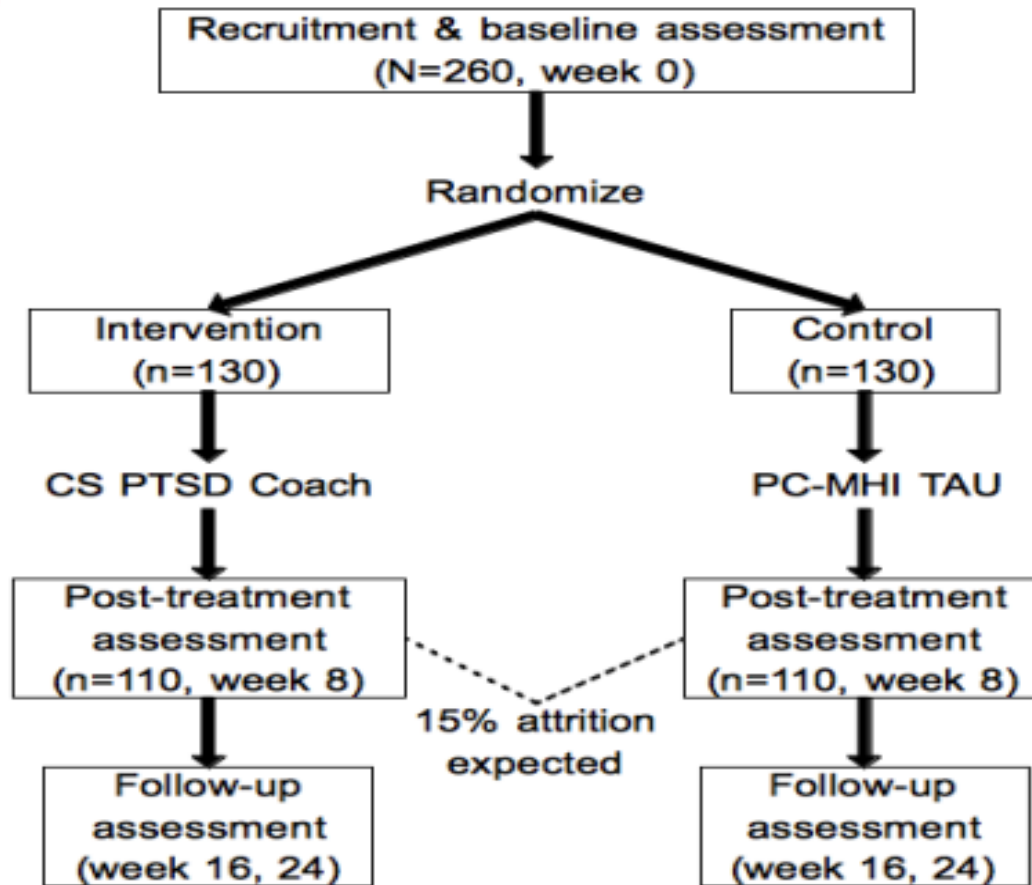 Recruitment & baseline assessment
(N=260, week 0)
Randomize
Intervention
(n=130)
Control
(n=130)
CS PTSD Coach
PC-MHI TAU
Post-treatment
assessment
(n=110, week 8)
Post-treatment
assessment
(n=110, week 8)
15% attrition
expected
Follow-up
assessment
(week 16, 24)
Follow-up
assessment
(week 16, 24)